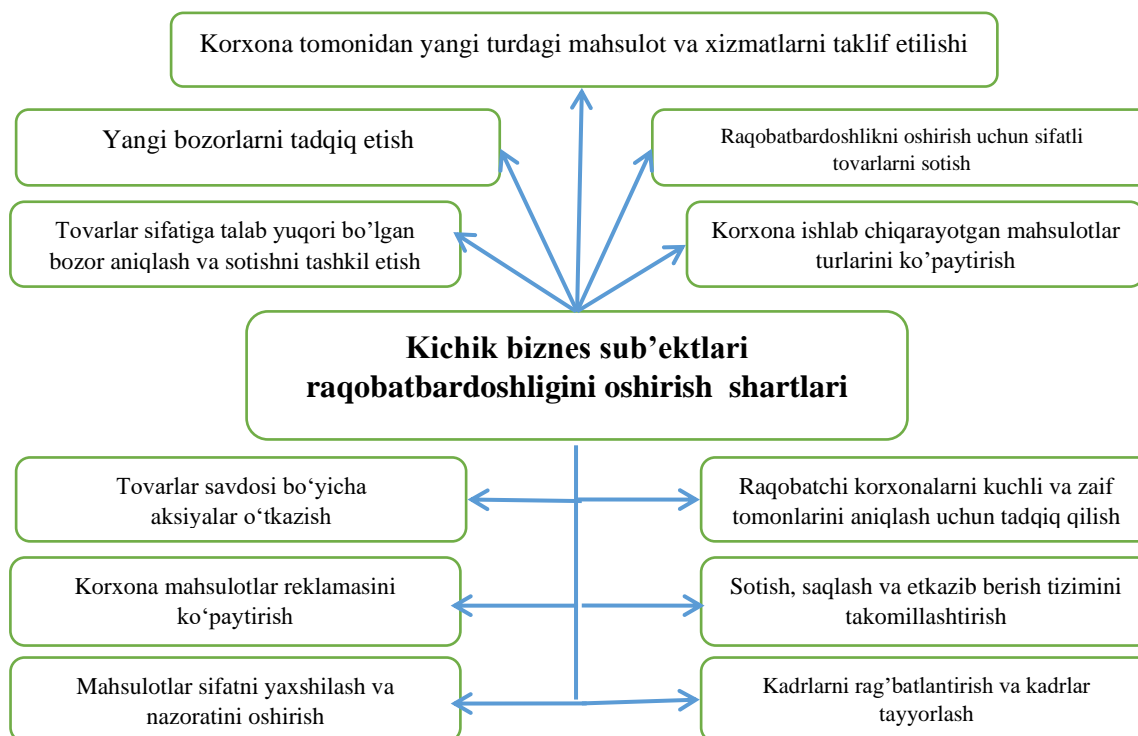 Korxona tomonidan yangi turdagi mahsulot va xizmatlarni taklif etilishi
Yangi bozorlarni tadqiq etish
Raqobatbardoshlikni oshirish uchun sifatli
tovarlarni sotish
Tovarlar sifatiga talab yuqori bo’lgan
bozor aniqlash va sotishni tashkil etish
Korxona ishlab chiqarayotgan mahsulotlar
turlarini ko’paytirish
Kichik biznes sub’ektlari
raqobatbardoshligini oshirish shartlari
Tovarlar savdosi bo‘yicha
aksiyalar o‘tkazish
Raqobatchi korxonalarni kuchli va zaif
tomonlarini aniqlash uchun tadqiq qilish
Korxona mahsulotlar reklamasini
ko‘paytirish
Sotish, saqlash va etkazib berish tizimini
takomillashtirish
Mahsulotlar sifatni yaxshilash va
nazoratini oshirish
Kadrlarni rag’batlantirish va kadrlar
tayyorlash